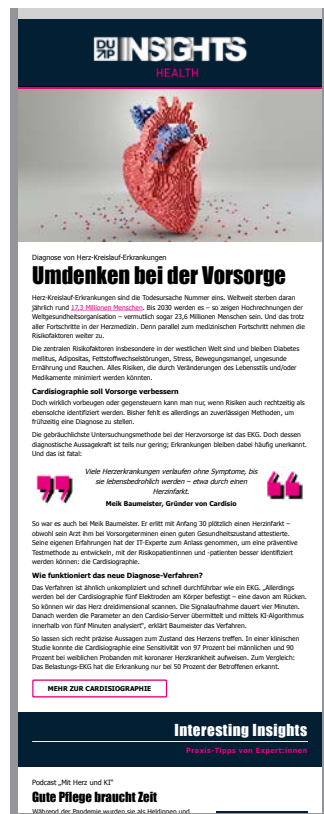 DUAP INSIGHTS
HEALTH
Diagnose von Herz-Kreislauf-Erkrankungen
Umdenken bei der Vorsorge
Herz-Kreislauf-Erkrankungen sind die Todesursache Nummer eins. Weltweit sterben daran
jährlich rund 17,3 Millionen Menschen. Bis 2030 werden es – so zeigen Hochrechnungen der
Weltgesundheitsorganisation – vermutlich sogar 23,6 Millionen Menschen sein. Und das trotz
aller Fortschritte in der Herzmedizin. Denn parallel zum medizinischen Fortschritt nehmen die
Risikofaktoren weiter zu.
Die zentralen Risikofaktoren insbesondere in der westlichen Welt sind und bleiben Diabetes
mellitus, Adipositas, Fettstoffwechselstörungen, Stress, Bewegungsmangel, ungesunde
Ernährung und Rauchen. Alles Risiken, die durch Veränderungen des Lebensstils und/oder
Medikamente minimiert werden könnten.
Cardisiographie soll Vorsorge verbessern
Doch wirklich vorbeugen oder gegensteuern kann man nur, wenn Risiken auch rechtzeitig als
ebensolche identifiziert werden. Bisher fehlt es allerdings an zuverlässigen Methoden, um
frühzeitig eine Diagnose zu stellen.
Die gebräuchlichste Untersuchungsmethode bei der Herzvorsorge ist das EKG. Doch dessen
diagnostische Aussagekraft ist teils nur gering; Erkrankungen bleiben dabei häufig unerkannt.
Und das ist fatal:
Viele Herzerkrankungen verlaufen ohne Symptome, bis
sie lebensbedrohlich werden – etwa durch einen
Herzinfarkt.
Meik Baumeister, Gründer von Cardisio
So war es auch bei Meik Baumeister. Er erlitt mit Anfang 30 plötzlich einen Herzinfarkt –
obwohl sein Arzt ihm bei Vorsorgeterminen einen guten Gesundheitszustand attestierte.
Seine eigenen Erfahrungen hat der IT-Experte zum Anlass genommen, um eine präventive
Testmethode zu entwickeln, mit der Risikopatientinnen und -patienten besser identifiziert
werden können: die Cardisiographie.
Wie funktioniert das neue Diagnose-Verfahren?
Das Verfahren ist ähnlich unkompliziert und schnell durchführbar wie ein EKG. „Allerdings
werden bei der Cardisiographie fünf Elektroden am Körper befestigt – eine davon am Rücken.
So können wir das Herz dreidimensional scannen. Die Signalaufnahme dauert vier Minuten.
Danach werden die Parameter an den Cardisio-Server übermittelt und mittels KI-Algorithmus
innerhalb von fünf Minuten analysiert“, erklärt Baumeister das Verfahren.
So lassen sich recht präzise Aussagen zum Zustand des Herzens treffen. In einer klinischen
Studie konnte die Cardisiographie eine Sensitivität von 97 Prozent bei männlichen und 90
Prozent bei weiblichen Probanden mit koronarer Herzkrankheit aufweisen. Zum Vergleich:
Das Belastungs-EKG hat die Erkrankung nur bei 50 Prozent der Betroffenen erkannt.
MEHR ZUR CARDISIOGRAPHIE
Interesting Insights
Praxis-Tipps von Expert:innen
Podcast „Mit Herz und KI“
Gute Pflege braucht Zeit
Während der Pandemie wurden sie als Heldinnen und